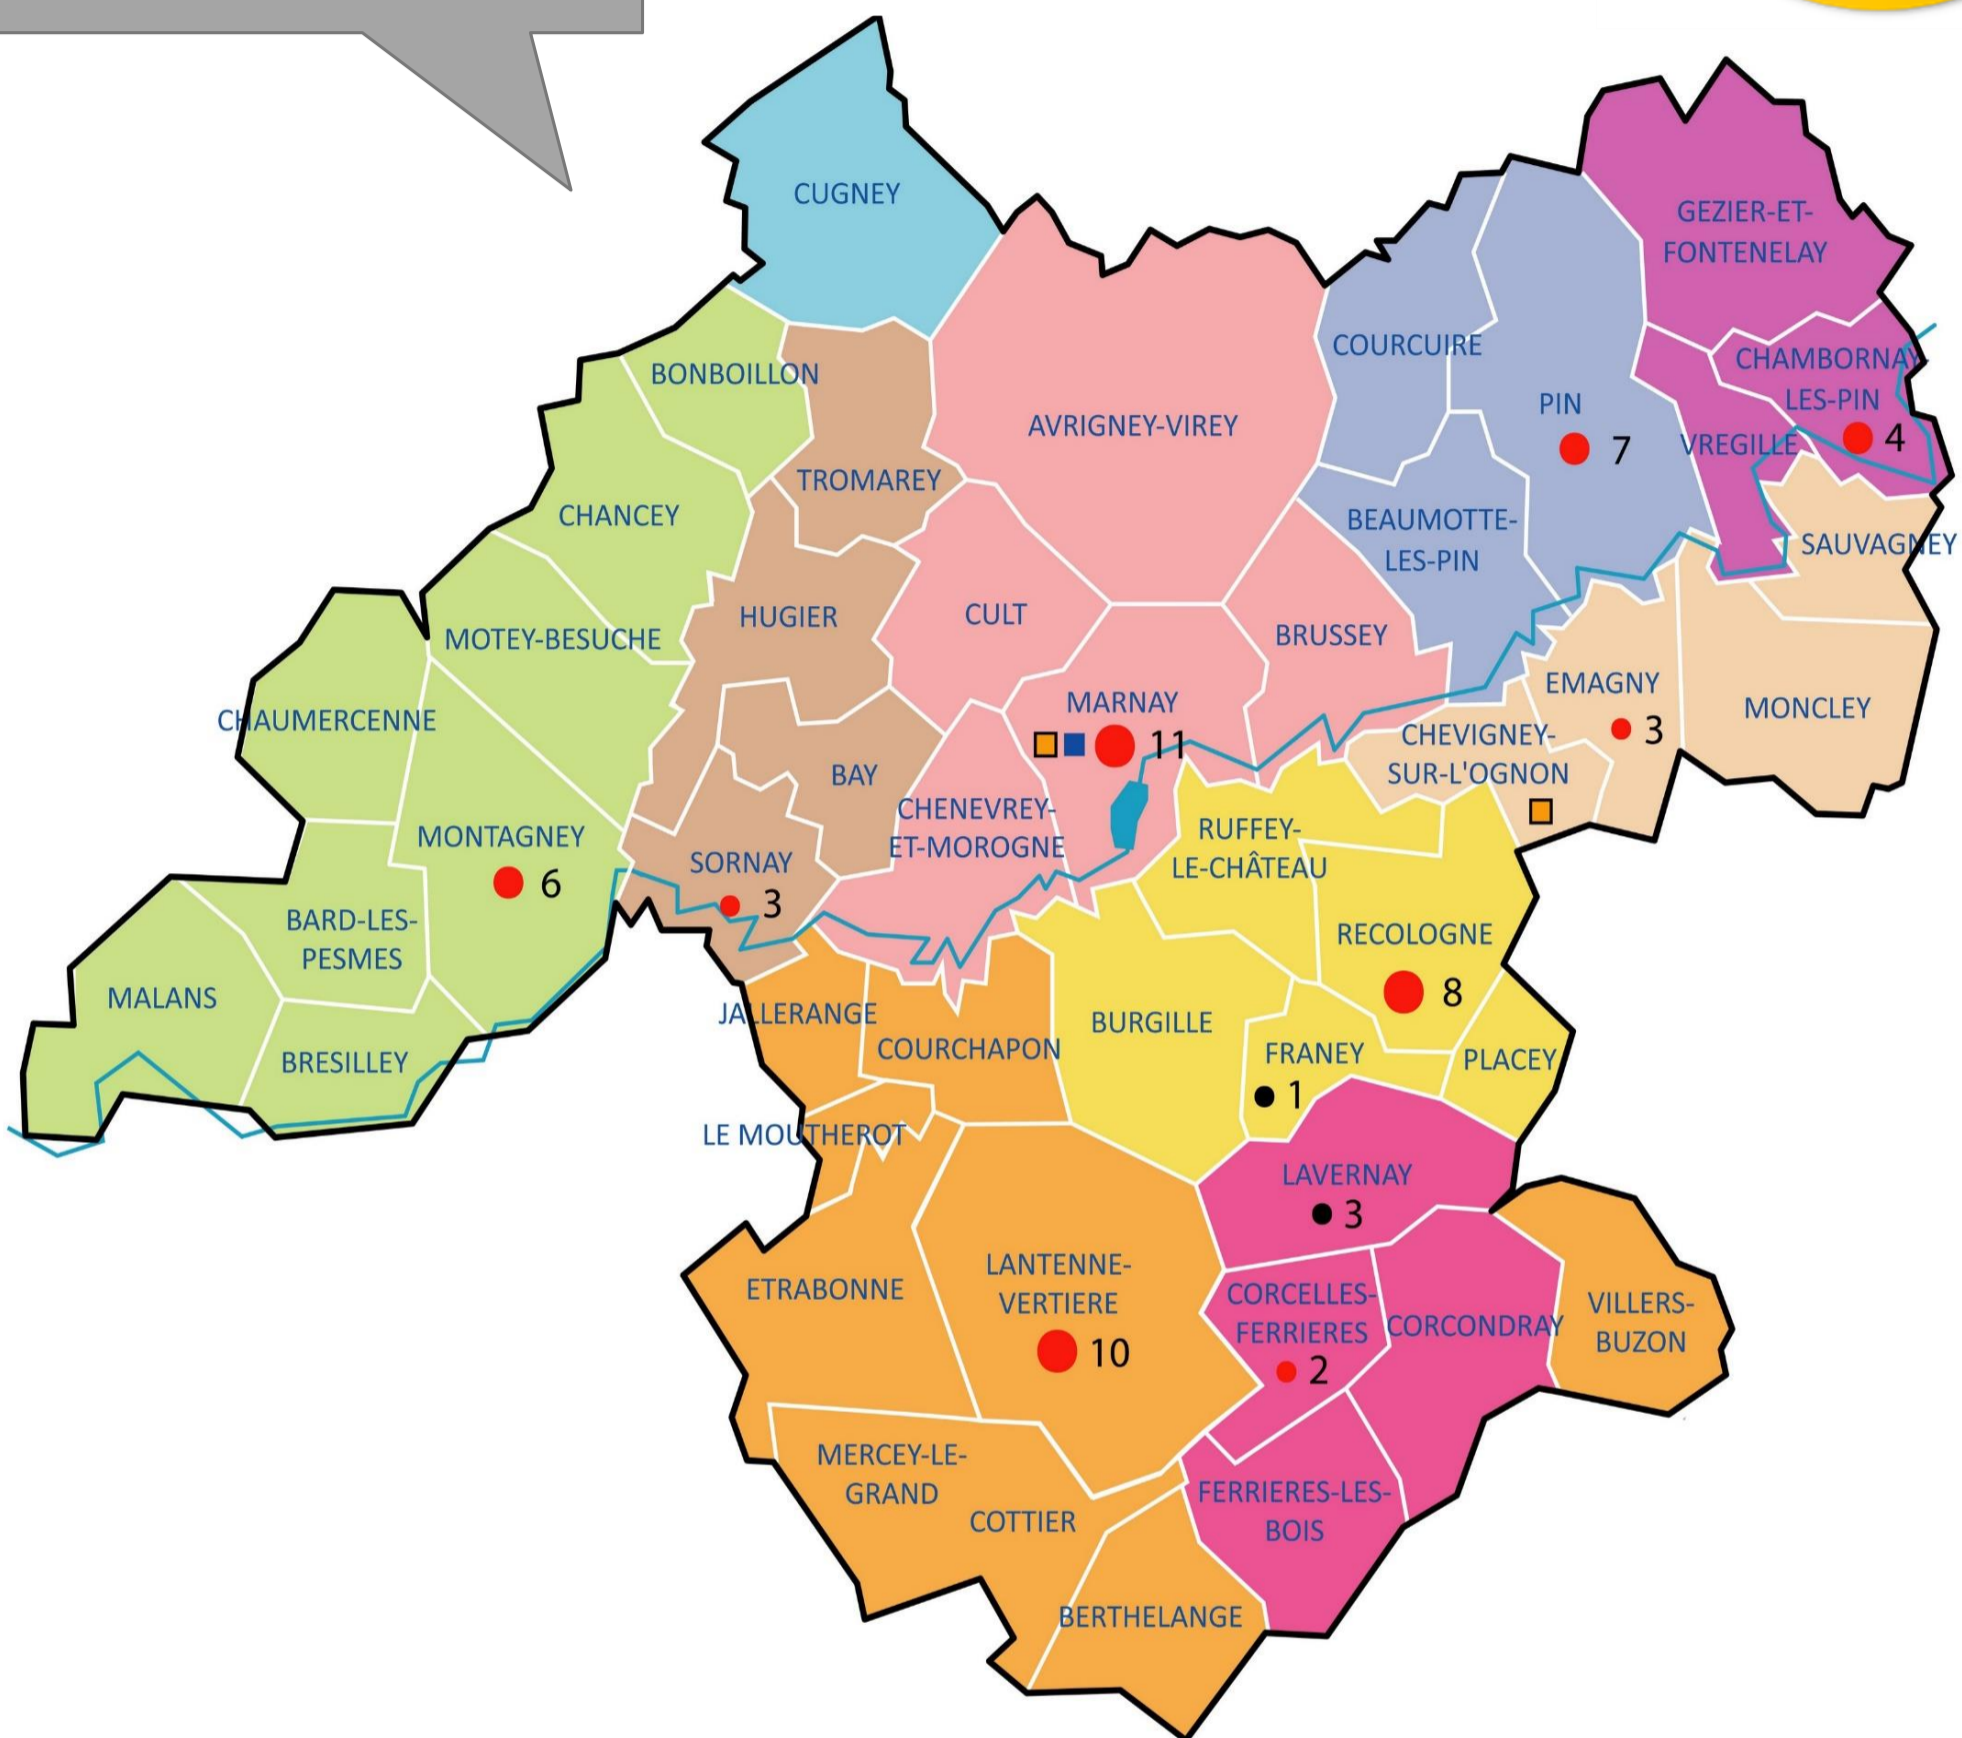 CUGNEY
GEZIER-ET-
FONTENELAY
COURCUIRE
CHAMBORNAY
LES-PIN
4
BONBOILLON
PIN
7
AVRIGNEY-VIREY
VREGILLE
TROMAREY
CHANCEY
BEAUMOTTE-
LES-PIN
SAUVAGNEY
HUGIER
CULT
BRUSSEY
MOTEY-BESUCHE
EMAGNY
3
MARNAY
11
MONCLEY
CHAUMERCENNE
CHEVIGNEY-
SUR-L'OGNON
BAY
CHENEVREY-
ET-MOROGNE
RUFFEY-
LE-CHÂTEAU
MONTAGNEY
6
SORNAY
3
BARD-LES-
PESMES
RECOLOGNE
8
MALANS
JALLERANGE
BURGILLE
COURCHAPON
FRANEY
1
PLACEY
BRESILLEY
LE MOUTHEROT
LAVERNAY
3
LANTENNE-
VERTIERE
10
ETRABONNE
CORCELLES-
FERRIERES
2
CORCONDRAY
VILLERS-
BUZON
MERCEY-LE-
GRAND
COTTIER
FERRIERES-LES-
BOIS
BERTHELANGE